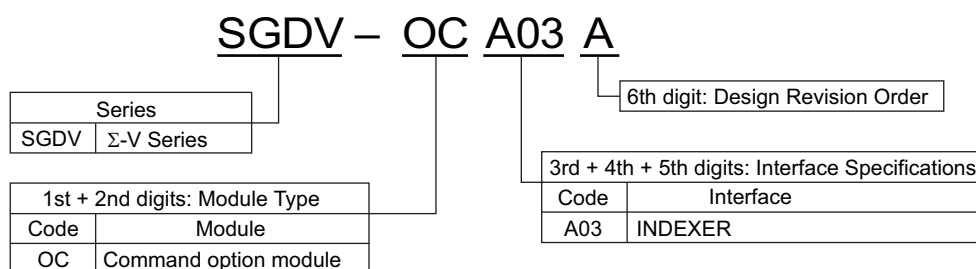 SGDV – OC A03 A
6th digit: Design Revision Order
Series
SGDV Σ-V Series
3rd + 4th + 5th digits: Interface Specifications
Code Interface
A03 INDEXER
1st + 2nd digits: Module Type
Code Module
OC Command option module